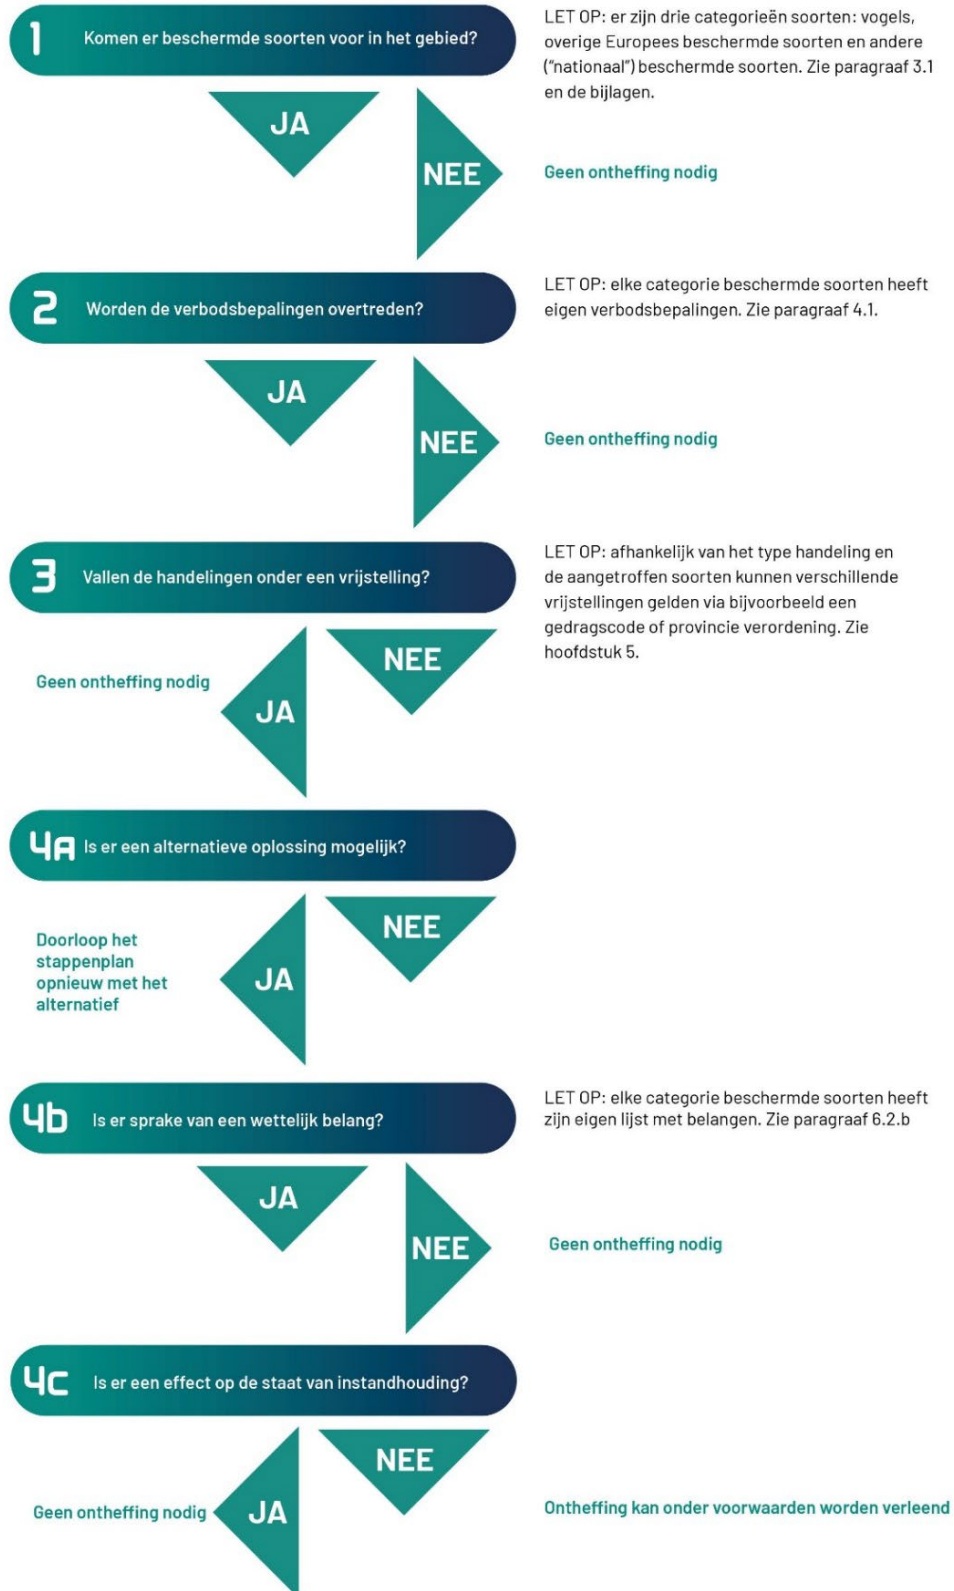 1 Komen er beschermde soorten voor in het gebied?
LET OP: er zijn drie categorieën soorten: vogels,
overige Europees beschermde soorten en andere
("nationaal") beschermde soorten. Zie paragraaf 3.1
en de bijlagen.
JA
NEE
Geen ontheffing nodig
2 Worden de verbodsbepalingen overtreden?
LET OP: elke categorie beschermde soorten heeft
eigen verbodsbepalingen. Zie paragraaf 4.1.
JA
NEE
Geen ontheffing nodig
3 Vallen de handelingen onder een vrijstelling?
LET OP: afhankelijk van het type handeling en
de aangetroffen soorten kunnen verschillende
vrijstellingen gelden via bijvoorbeeld een
gedragscode of provincie verordening. Zie
hoofdstuk 5.
NEE
Geen ontheffing nodig
JA
4a Is er een alternatieve oplossing mogelijk?
NEE
Doorloop het
stappenplan
opnieuw met het
alternatief
JA
4b Is er sprake van een wettelijk belang?
LET OP: elke categorie beschermde soorten heeft
zijn eigen lijst met belangen. Zie paragraaf 6.2.b
JA
NEE
Geen ontheffing nodig
4c Is er een effect op de staat van instandhouding?
NEE
Geen ontheffing nodig
JA
Ontheffing kan onder voorwaarden worden verleend